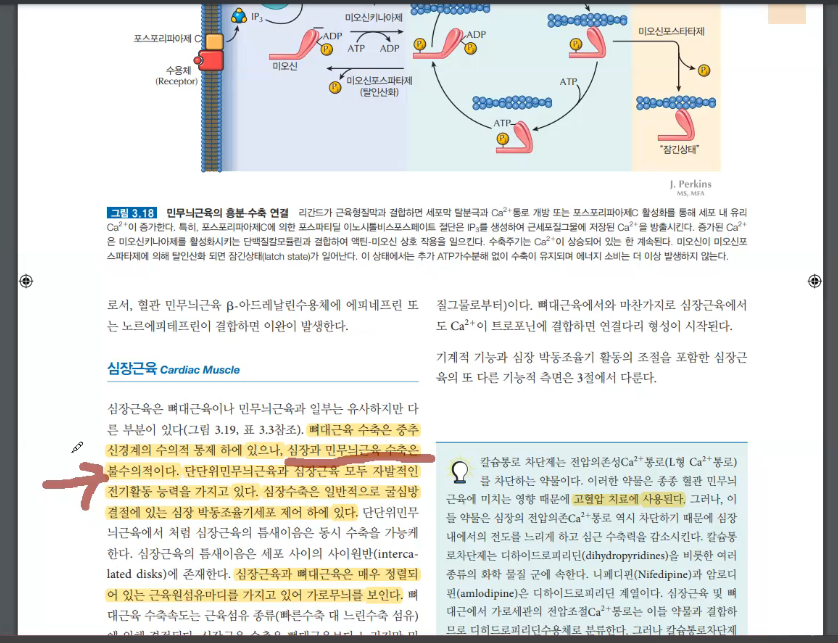 IP₃
미오신키나아제
포스포리파아제 C
ADP
Pᵢ
ATP
ADP
ADP
Pᵢ
Pᵢ
Pᵢ
미오신포스타타제
미오신
수용체
(Receptor)
Pᵢ
미오신포스파타제
(탈인산화)
ATP
Pᵢ
ATP
Pᵢ
"잠긴상태"
J. Perkins
MS, MFA
그림 3.18 민무늬근육의 흥분-수축 연결 리간드가 근육형질막과 결합하면 세포막 탈분극과 Ca²⁺통로 개방 또는 포스포리파아제C 활성화를 통해 세포 내 유리
Ca²⁺이 증가한다. 특히, 포스포리파아제C에 의한 포스파티딜 이노시톨비스포스페이트 절단은 IP₃를 생성하여 근세포질그물에 저장된 Ca²⁺을 방출시킨다. 증가된 Ca²⁺
은 미오신키나아제를 활성화시키는 단백질칼모듈린과 결합하여 액틴-미오신 상호 작용을 일으킨다. 수축주기는 Ca²⁺이 상승되어 있는 한 계속된다. 미오신이 미오신포
스파타제에 의해 탈인산화 되면 잠긴상태(latch state)가 일어난다. 이 상태에서는 추가 ATP가수분해 없이 수축이 유지되며 에너지 소비는 더 이상 발생하지 않는다.
로서, 혈관 민무늬근육 β-아드레날린수용체에 에피네프린 또
는 노르에피테프린이 결합하면 이완이 발생한다.
심장근육 Cardiac Muscle
심장근육은 뼈대근육이나 민무늬근육과 일부는 유사하지만 다
른 부분이 있다(그림 3.19, 표 3.3참조). 뼈대근육 수축은 중추
신경계의 수의적 통제 하에 있으나, 심장과 민무늬근육 수축은
불수의적이다. 단단위민무늬근육과 심장근육 모두 자발적인
전기활동 능력을 가지고 있다. 심장수축은 일반적으로 굴심방
결절에 있는 심장 박동조율기세포 제어 하에 있다. 단단위민무
늬근육에서 처럼 심장근육의 틈새이음은 동시 수축을 가능케
한다. 심장근육의 틈새이음은 세포 사이의 사이원반(interca-
lated disks)에 존재한다. 심장근육과 뼈대근육은 매우 정렬되
어 있는 근육원섬유마디를 가지고 있어 가로무늬를 보인다. 뼈
대근육 수축속도는 근육섬유 종류(빠른수축 대 느린수축 섬유)
질그물로부터)이다. 뼈대근육에서와 마찬가지로 심장근육에서
도 Ca²⁺이 트로포닌에 결합하면 연결다리 형성이 시작된다.
기계적 기능과 심장 박동조율기 활동의 조절을 포함한 심장근
육의 또 다른 기능적 측면은 3절에서 다룬다.
칼슘통로 차단제는 전압의존성Ca²⁺통로(L형 Ca²⁺통로)
를 차단하는 약물이다. 이러한 약물은 종종 혈관 민무늬
근육에 미치는 영향 때문에 고혈압 치료에 사용된다. 그러나, 이
들 약물은 심장의 전압의존Ca²⁺통로 역시 차단하기 때문에 심장
내에서의 전도를 느리게 하고 심근 수축력을 감소시킨다. 칼슘통
로차단제는 디하이드로피리딘(dihydropyridines)을 비롯한 여러
종류의 화학 물질 군에 속한다. 니페디핀(Nifedipine)과 암로디
핀(amlodipine)은 디하이드로피리딘 계열이다. 심장근육 및 뼈
대근에서 가로세관의 전압조절Ca²⁺통로는 이들 약물과 결합하
므로 디히드로피리딘수용체로 분류한다. 그러나 칼슘통로차단제